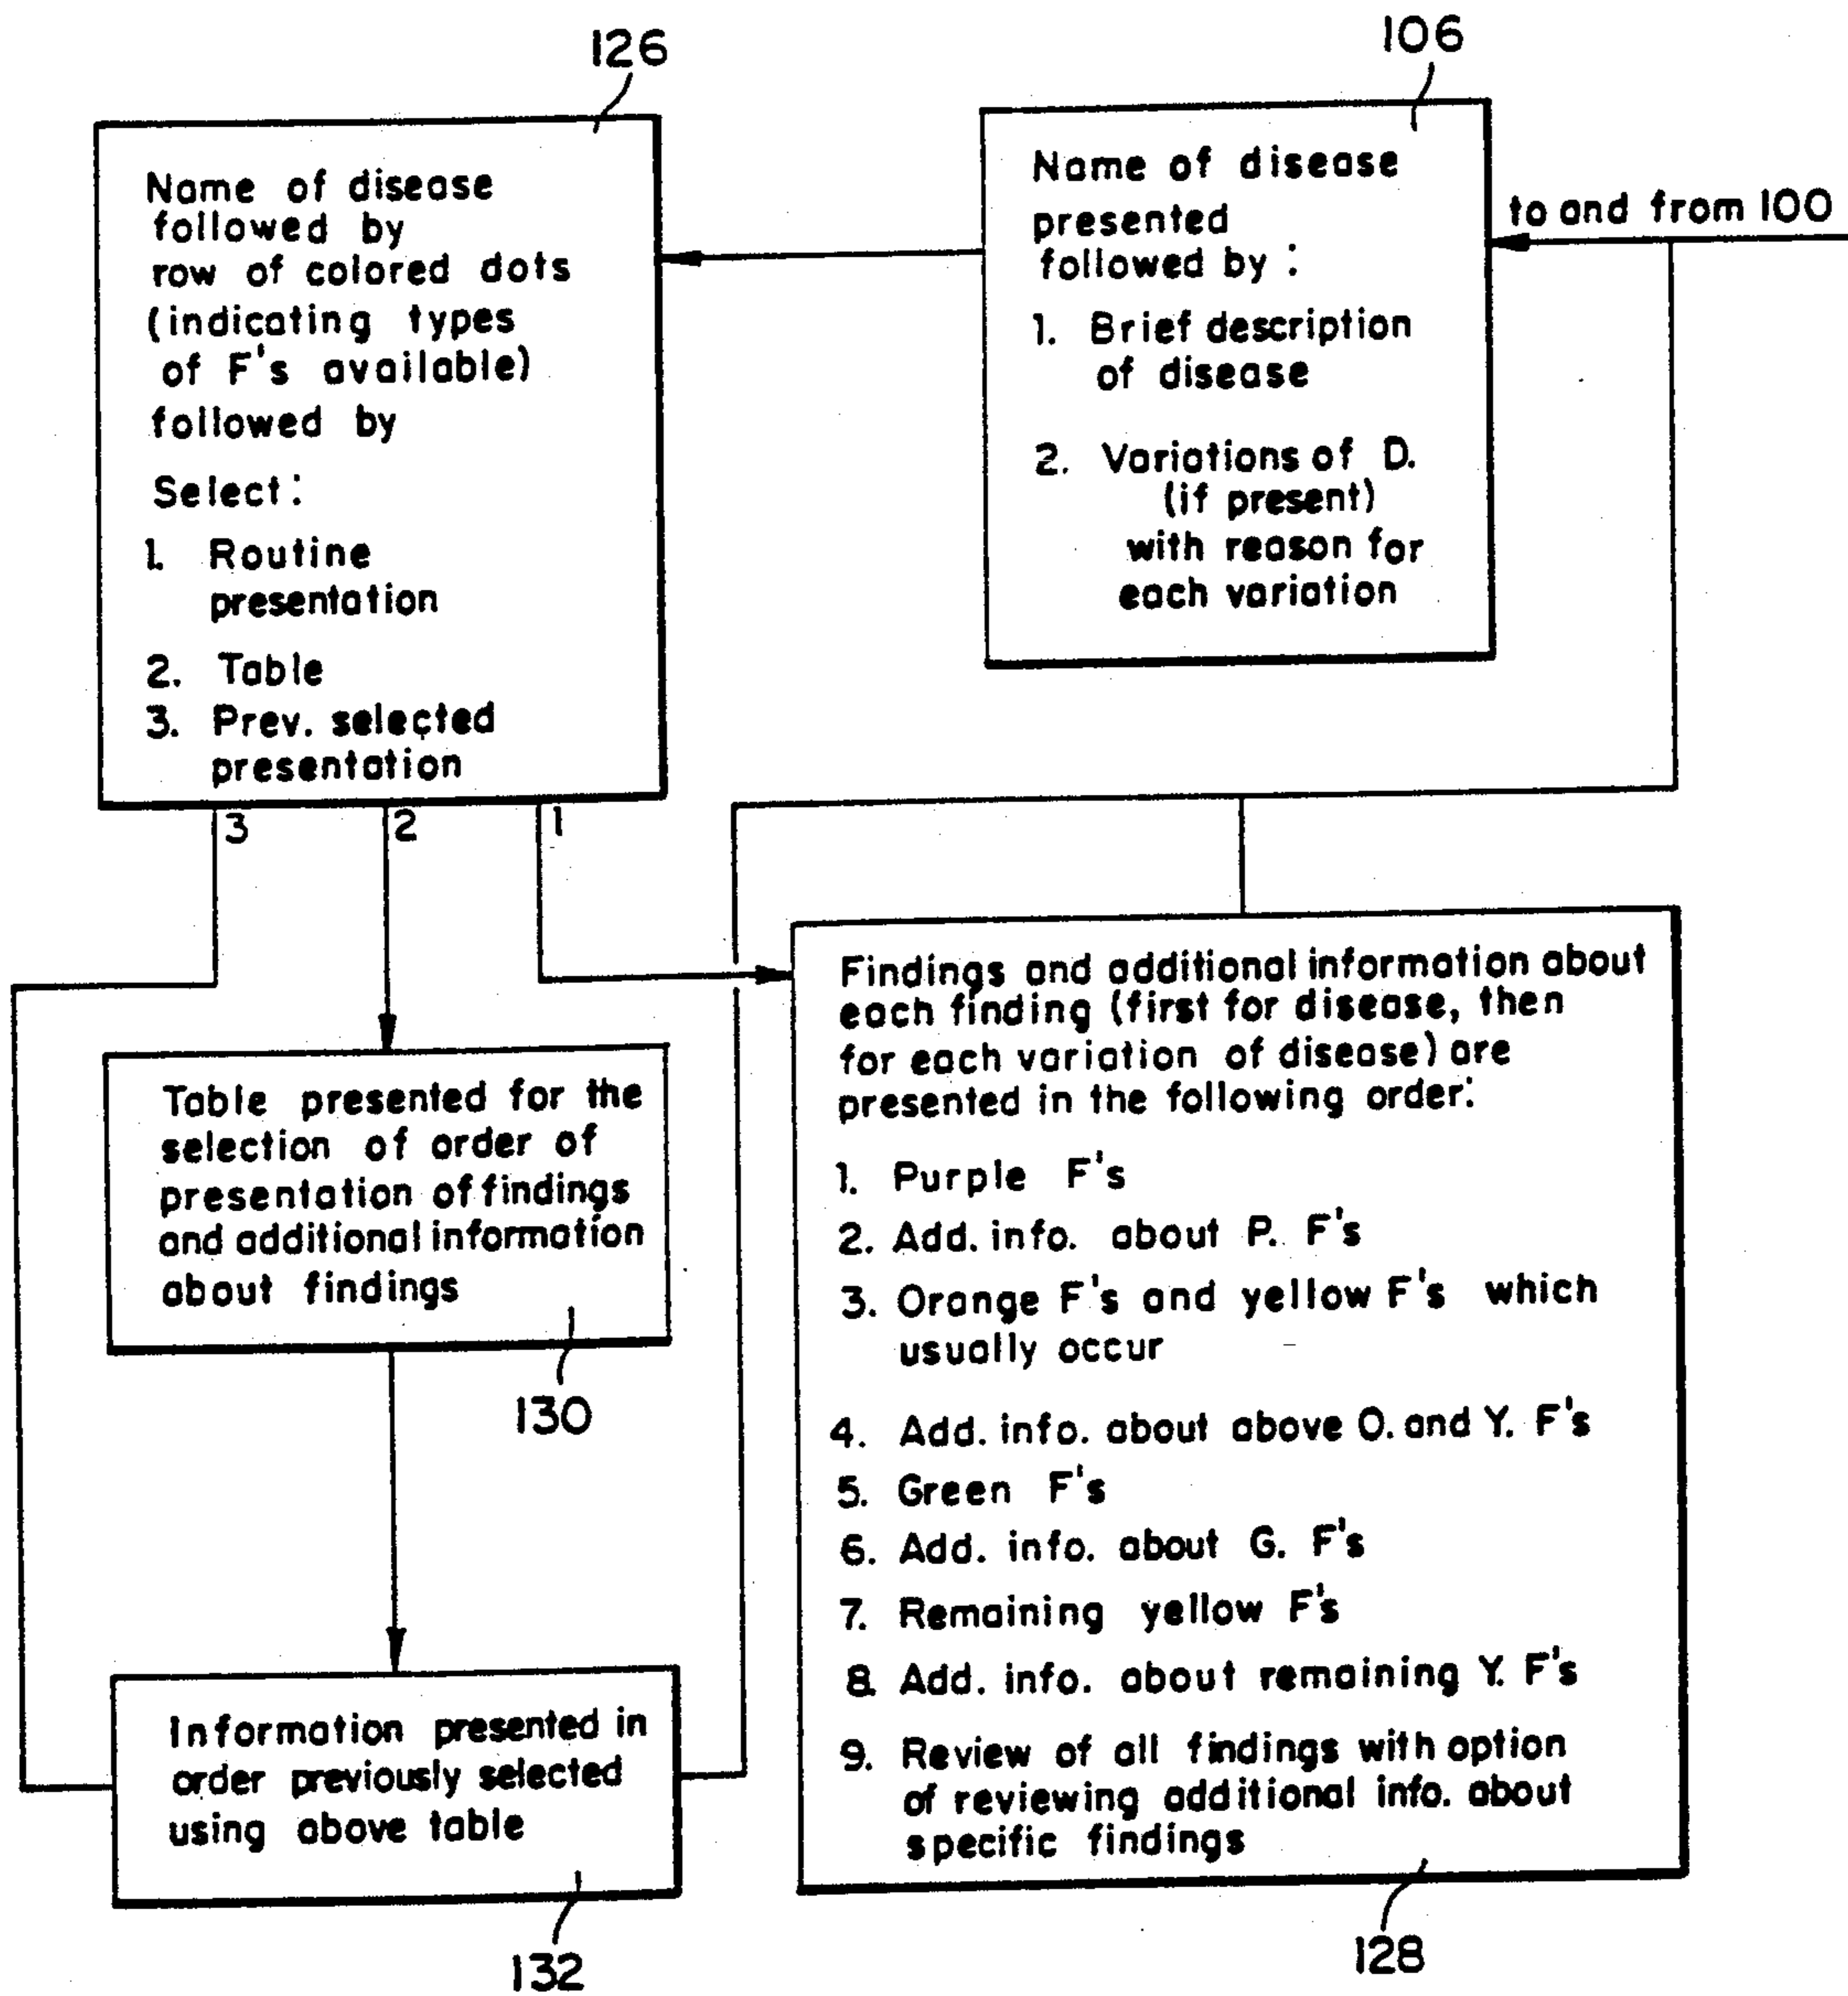 126
Name of disease
followed by
row of colored dots
(indicating types
of F's available)
followed by
Select:
1. Routine
presentation
2. Table
3. Prev. selected
presentation
3
2
1
106
Name of disease
presented
followed by :
1. Brief description
of disease
2. Variations of D.
(if present)
with reason for
each variation
to and from 100
Table presented for the
selection of order of
presentation of findings
and additional information
about findings
130
Information presented in
order previously selected
using above table
132
Findings and additional information about
each finding (first for disease, then
for each variation of disease) are
presented in the following order:
1. Purple F's
2. Add. info. about P. F's
3. Orange F's and yellow F's which
usually occur
4. Add. info. about above O. and Y. F's
5. Green F's
6. Add. info. about G. F's
7. Remaining yellow F's
8 Add. info. about remaining Y. F's
9. Review of all findings with option
of reviewing additional info. about
specific findings
128